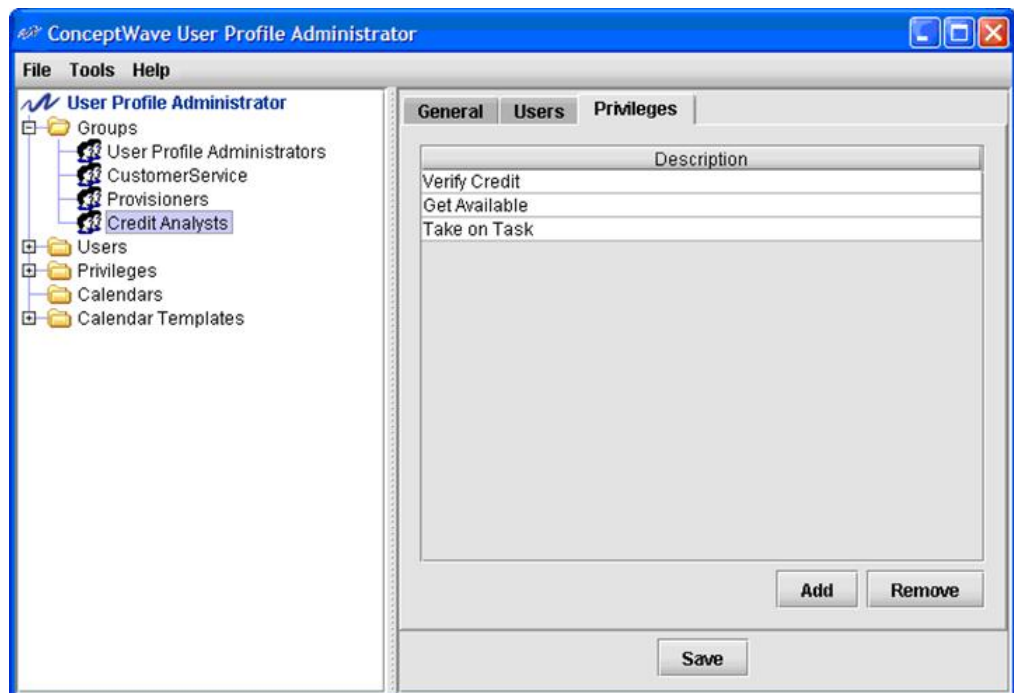 ConceptWave User Profile Administrator
File Tools Help
User Profile Administrator
Groups
User Profile Administrators
CustomerService
Provisioners
Credit Analysts
Users
Privileges
Calendars
Calendar Templates
General Users Privileges
Description
Verify Credit
Get Available
Take on Task
Add Remove
Save